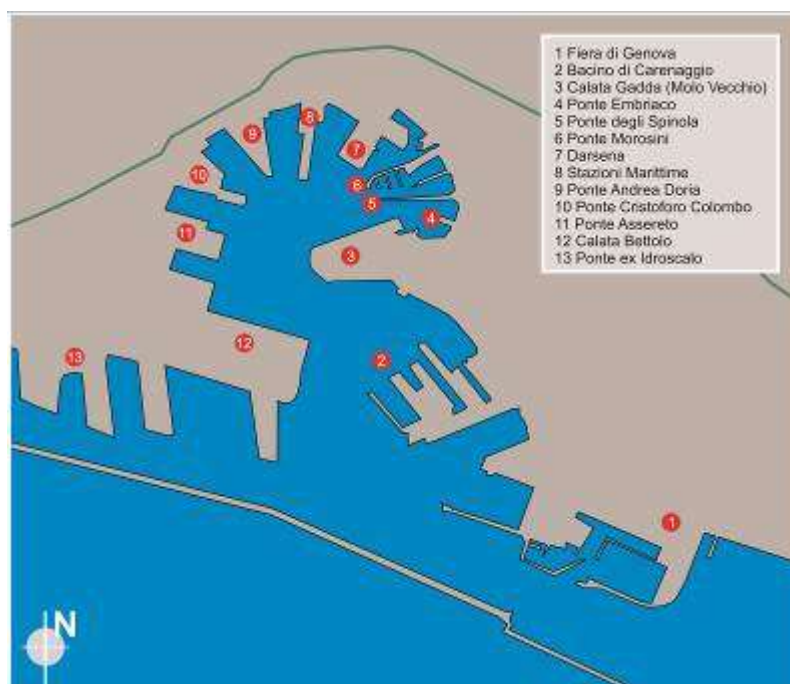 1 Fiera di Genova
2 Bacino di Carenaggio
3 Calata Gadda (Molo Vecchio)
4 Ponte Embriaco
5 Ponte degli Spinola
6 Ponte Morosini
7 Darsena
8 Stazioni Marittime
9 Ponte Andrea Doria
10 Ponte Cristoforo Colombo
11 Ponte Assereto
12 Calata Bettolo
13 Ponte ex Idroscalo
8
9
7
10
6
5
4
11
3
12
13
2
1
N